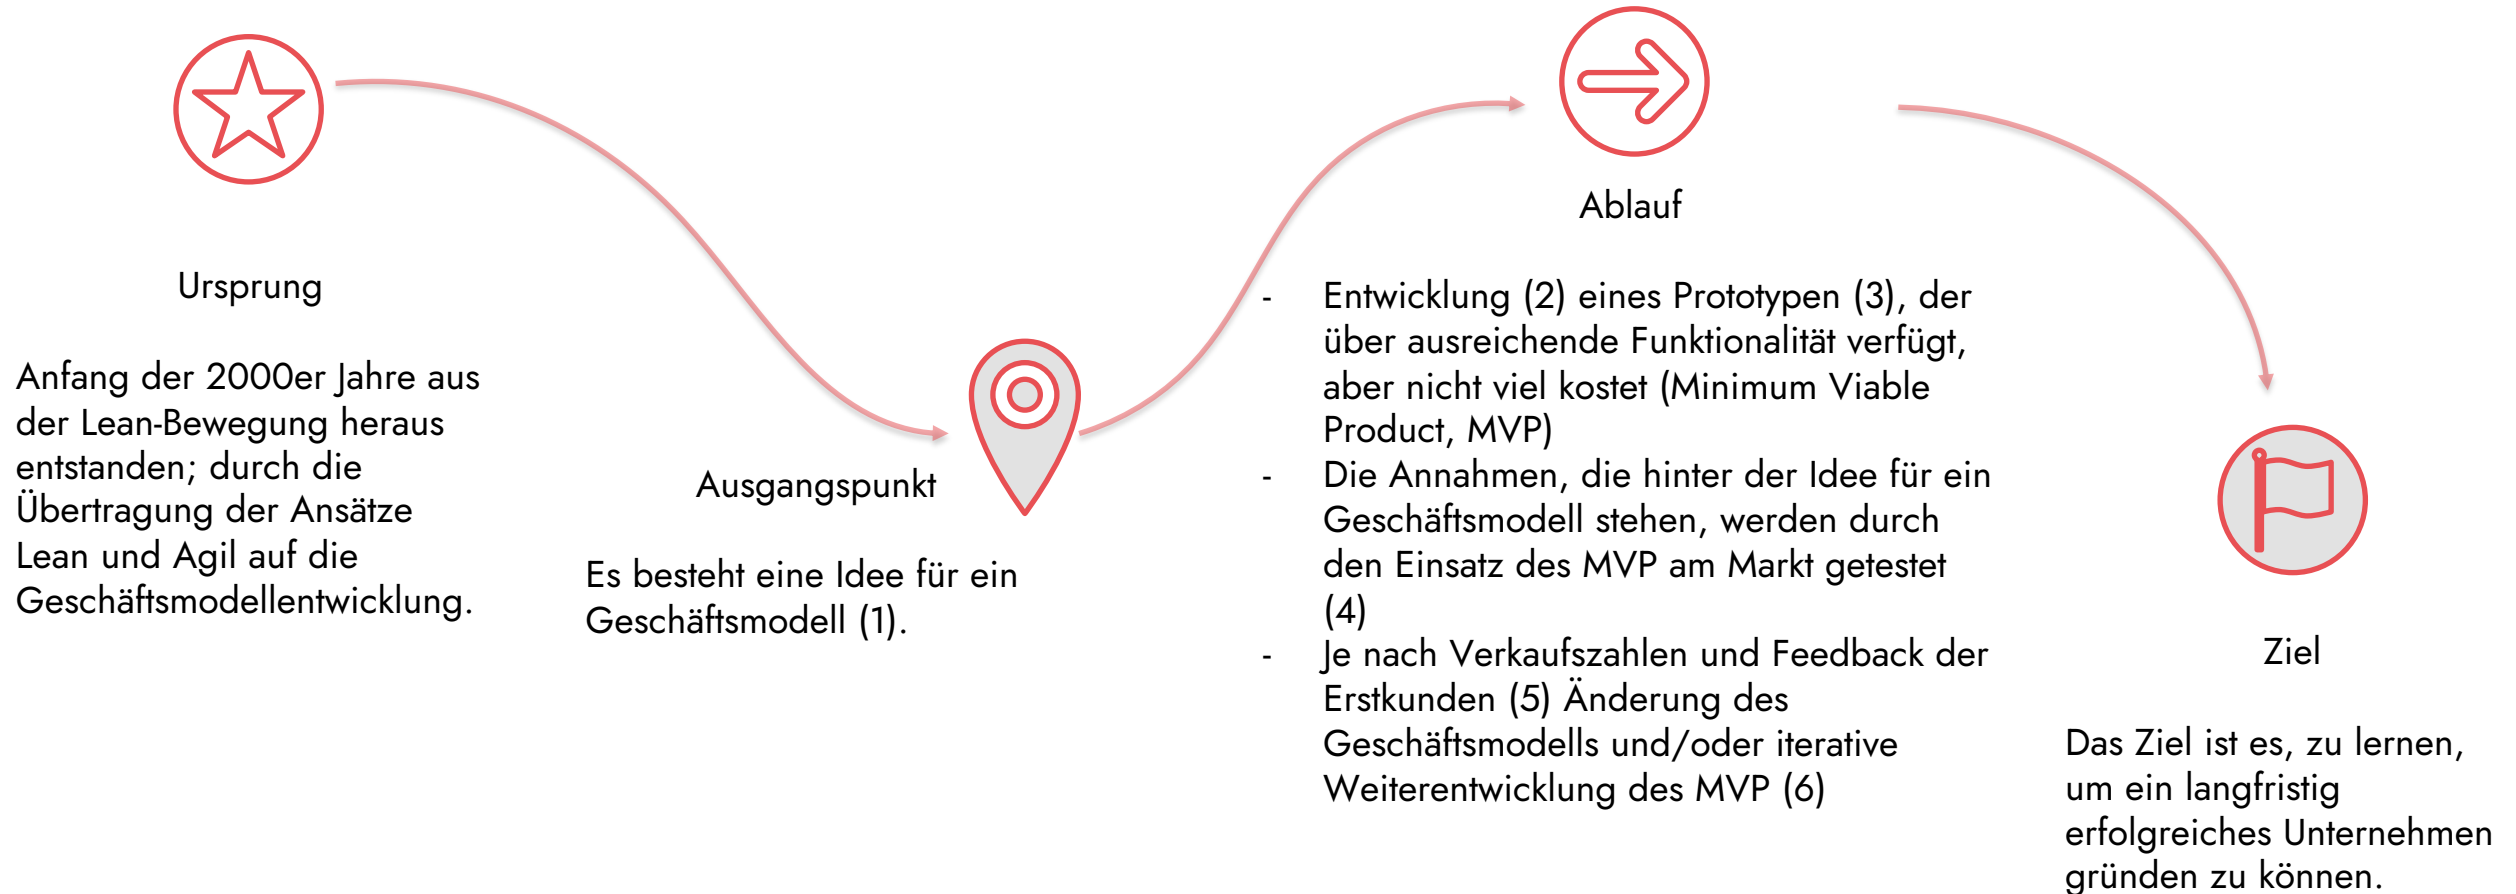 Ursprung
Anfang der 2000er Jahre aus
der Lean-Bewegung heraus
entstanden; durch die
Übertragung der Ansätze
Lean und Agil auf die
Geschäftsmodellentwicklung.
Ausgangspunkt
Es besteht eine Idee für ein
Geschäftsmodell (1).
Ablauf
- Entwicklung (2) eines Prototypen (3), der
über ausreichende Funktionalität verfügt,
aber nicht viel kostet (Minimum Viable
Product, MVP)
- Die Annahmen, die hinter der Idee für ein
Geschäftsmodell stehen, werden durch
den Einsatz des MVP am Markt getestet
(4)
- Je nach Verkaufszahlen und Feedback der
Erstkunden (5) Änderung des
Geschäftsmodells und/oder iterative
Weiterentwicklung des MVP (6)
Ziel
Das Ziel ist es, zu lernen,
um ein langfristig
erfolgreiches Unternehmen
gründen zu können.